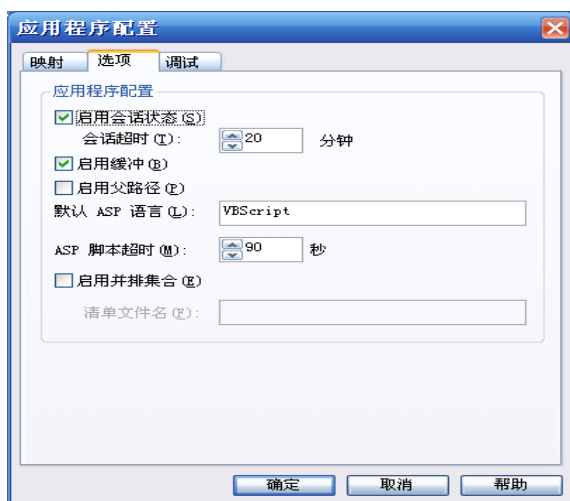 应用程序配置
映射 选项 调试
应用程序配置
启用会话状态(S)
会话超时(T): 20 分钟
启用缓冲(B)
启用父路径(P)
默认 ASP 语言(L): VBScript
ASP 脚本超时(M): 90 秒
启用并排集合(E)
清单文件名(F):
确定 取消 帮助